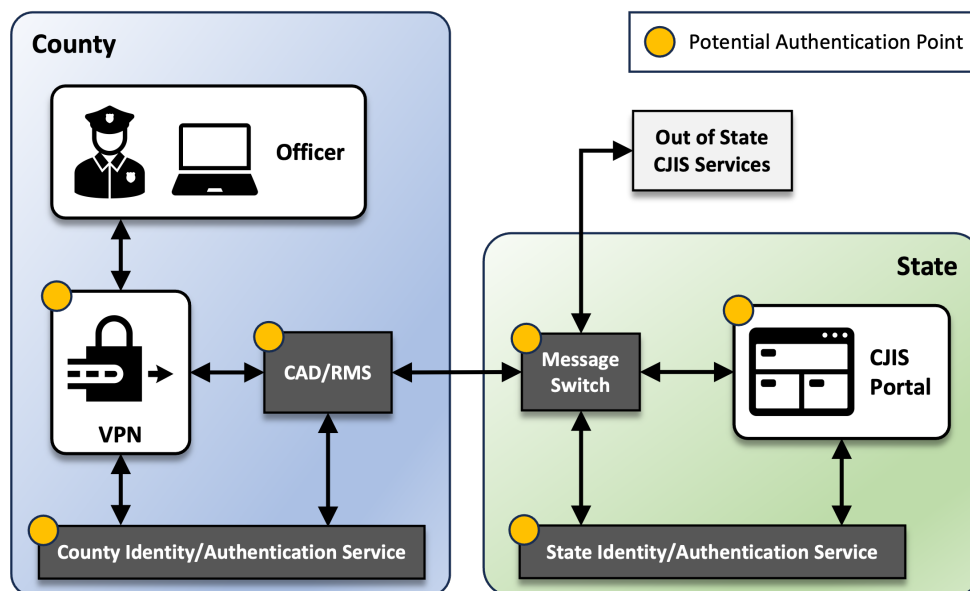 County
Potential Authentication Point
Officer
Out of State
CJIS Services
State
VPN
CAD/RMS
Message
Switch
CJIS
Portal
County Identity/Authentication Service
State Identity/Authentication Service